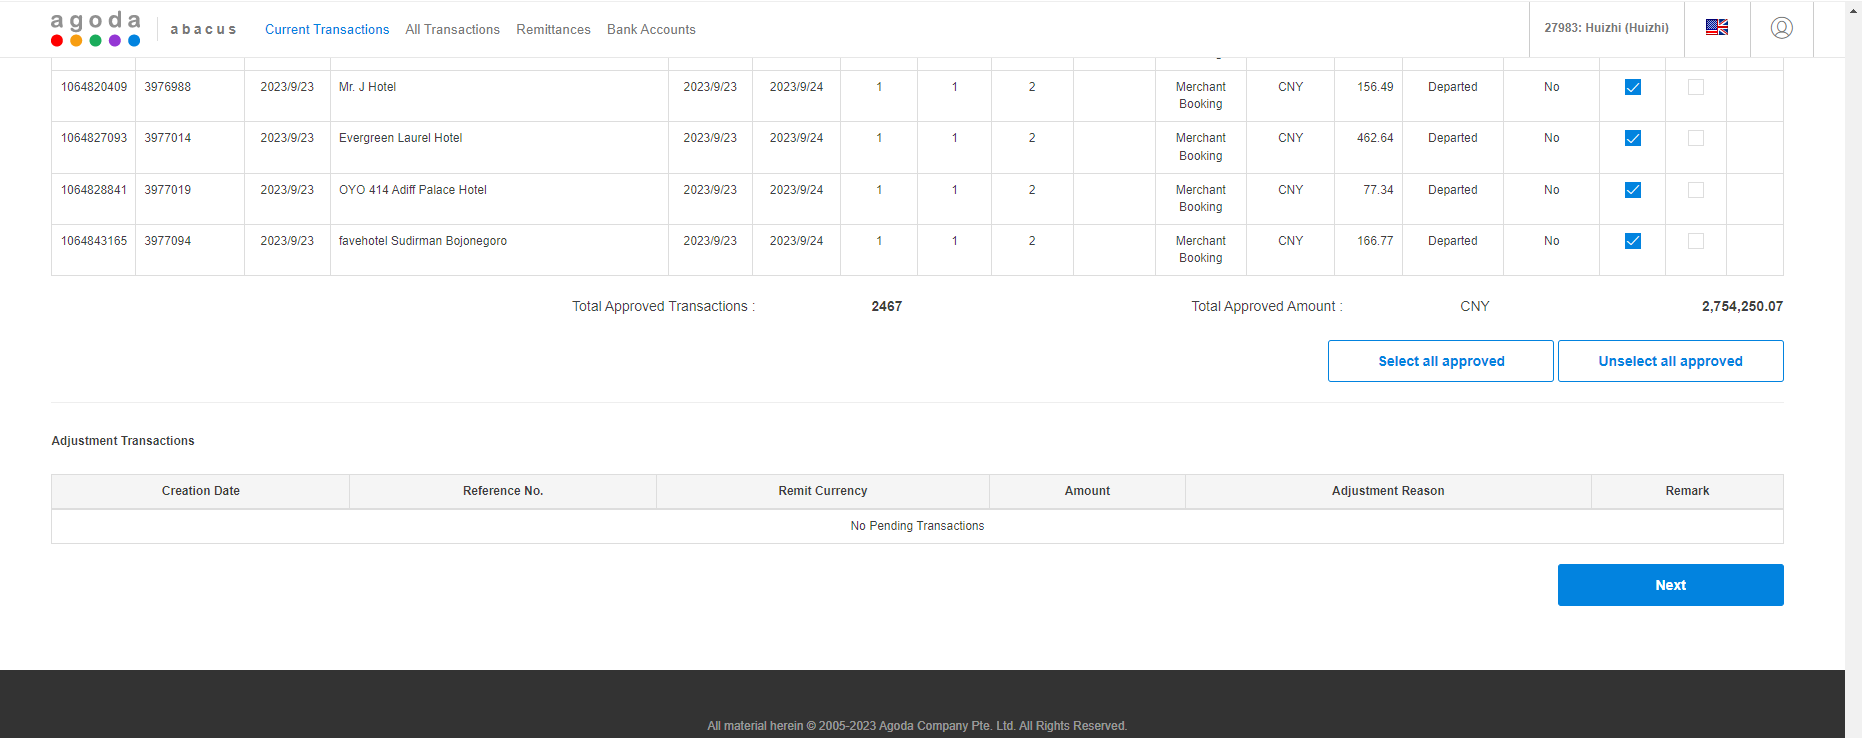 agoda abacus Current Transactions All Transactions Remittances Bank Accounts 27983: Huizhi (Huizhi)
1064820409 3976988 2023/9/23 Mr. J Hotel 2023/9/23 2023/9/24 1 1 2 Merchant CNY 156.49 Departed No
Booking
1064827093 3977014 2023/9/23 Evergreen Laurel Hotel 2023/9/23 2023/9/24 1 1 2 Merchant CNY 462.64 Departed No
Booking
1064828841 3977019 2023/9/23 OYO 414 Adiff Palace Hotel 2023/9/23 2023/9/24 1 1 2 Merchant CNY 77.34 Departed No
Booking
1064843165 3977094 2023/9/23 favehotel Sudirman Bojonegoro 2023/9/23 2023/9/24 1 1 2 Merchant CNY 166.77 Departed No
Booking
Total Approved Transactions : 2467 Total Approved Amount : CNY 2,754,250.07
Select all approved Unselect all approved
Adjustment Transactions
Creation Date Reference No. Remit Currency Amount Adjustment Reason Remark
No Pending Transactions
Next
All material herein © 2005-2023 Agoda Company Pte. Ltd. All Rights Reserved.